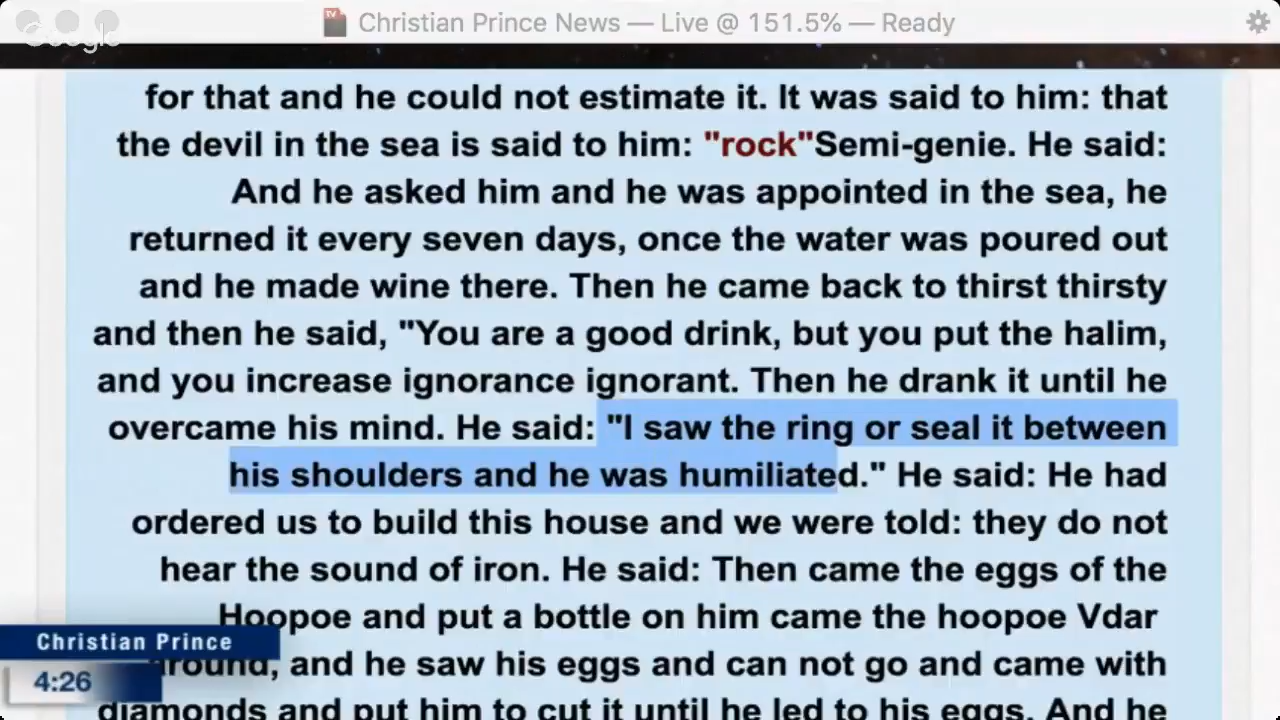 Christian Prince News — Live @ 151.5% — Ready
Google
for that and he could not estimate it. It was said to him: that
the devil in the sea is said to him: "rock"Semi-genie. He said:
And he asked him and he was appointed in the sea, he
returned it every seven days, once the water was poured out
and he made wine there. Then he came back to thirst thirsty
and then he said, "You are a good drink, but you put the halim,
and you increase ignorance ignorant. Then he drank it until he
overcame his mind. He said: "I saw the ring or seal it between
his shoulders and he was humiliated." He said: He had
ordered us to build this house and we were told: they do not
hear the sound of iron. He said: Then came the eggs of the
Hoopoe and put a bottle on him came the hoopoe Vdar
around, and he saw his eggs and can not go and came with
diamonds and put him to cut it until he led to his eggs. And he
Christian Prince
4:26